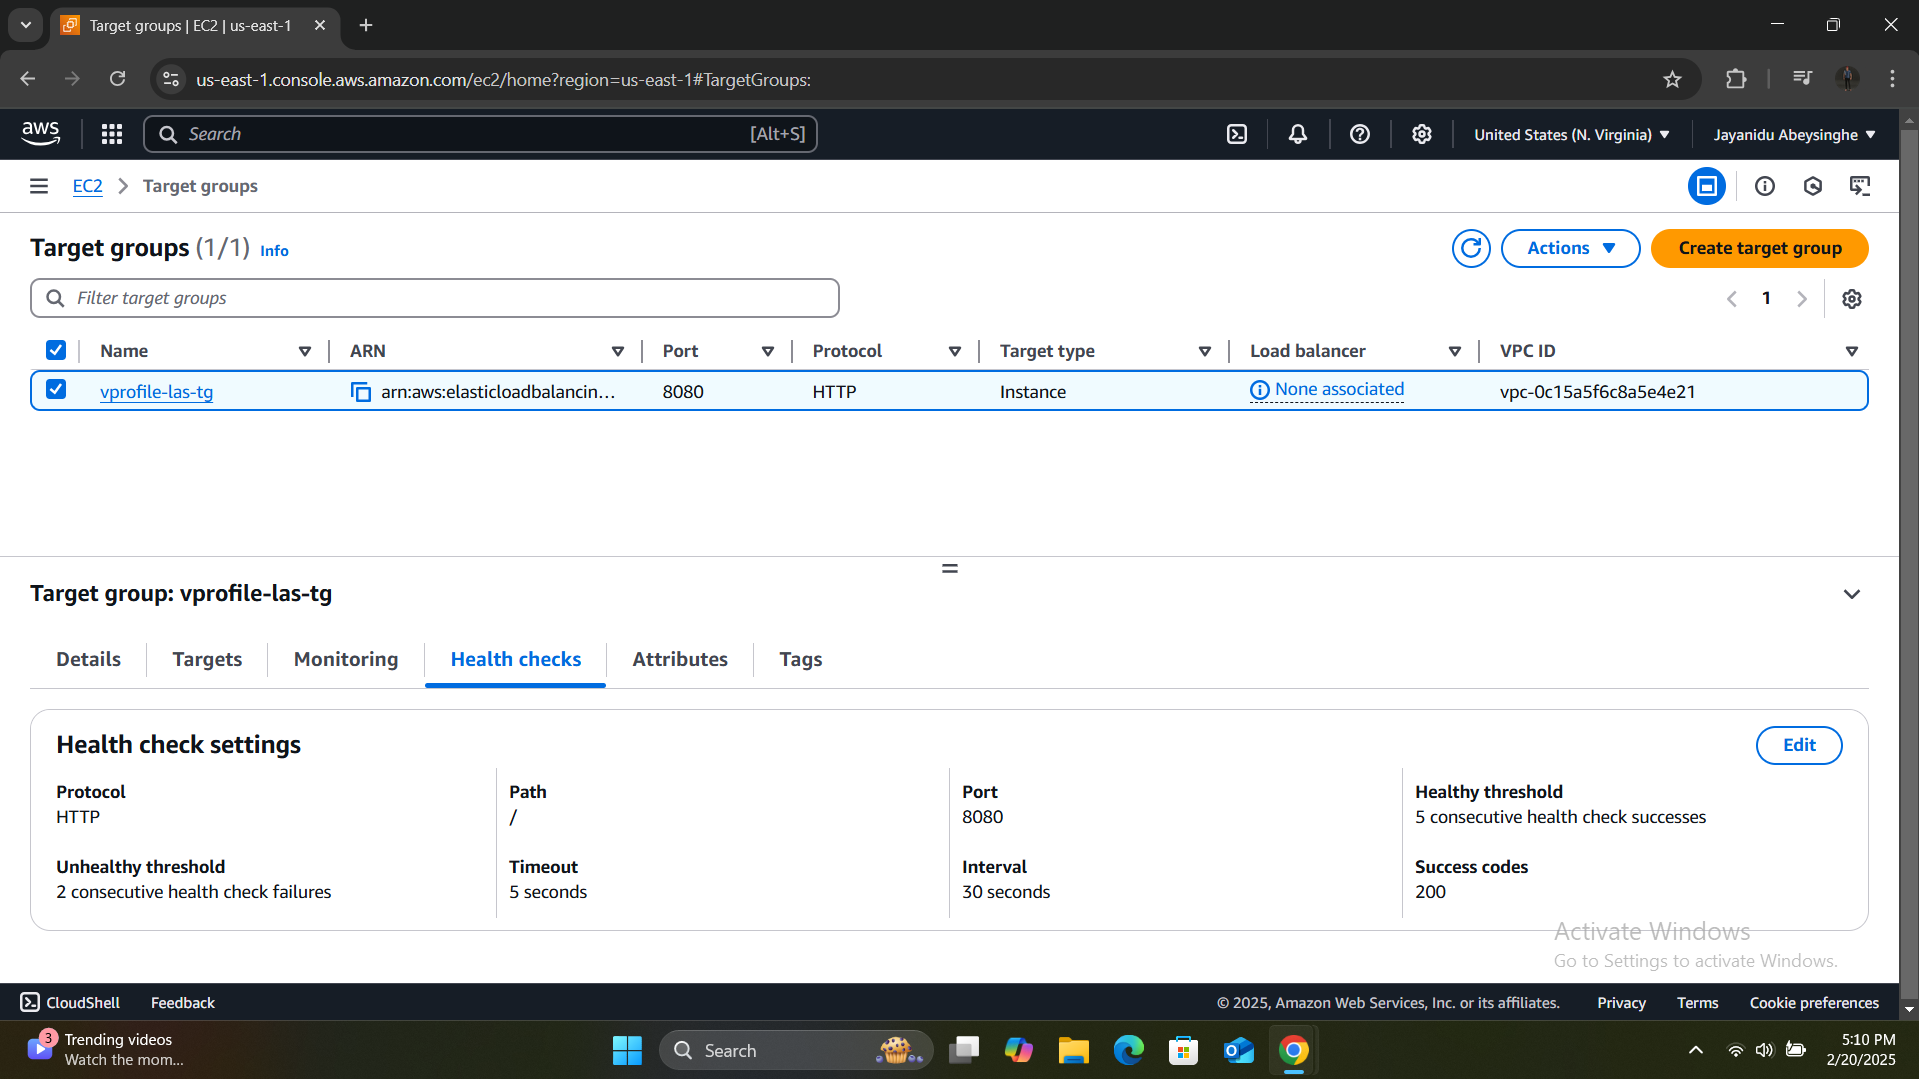 Target groups | EC2 | us-east-1
us-east-1.console.aws.amazon.com/ec2/home?region=us-east-1#TargetGroups:
aws
Search [Alt+S]
United States (N. Virginia)
Jayanidu Abeysinghe
EC2 Target groups
Target groups (1/1) Info
Actions
Create target group
Filter target groups
1
Name ARN Port Protocol Target type Load balancer VPC ID
vprofile-las-tg arn:aws:elasticloadbalancin... 8080 HTTP Instance None associated vpc-0c15a5f6c8a5e4e21
Target group: vprofile-las-tg
Details Targets Monitoring Health checks Attributes Tags
Health check settings
Edit
Protocol Path Port Healthy threshold
HTTP / 8080 5 consecutive health check successes
Unhealthy threshold Timeout Interval Success codes
2 consecutive health check failures 5 seconds 30 seconds 200
Activate Windows
Go to Settings to activate Windows.
CloudShell Feedback © 2025, Amazon Web Services, Inc. or its affiliates. Privacy Terms Cookie preferences
3
Trending videos
Watch the mom...
Search
5:10 PM
2/20/2025